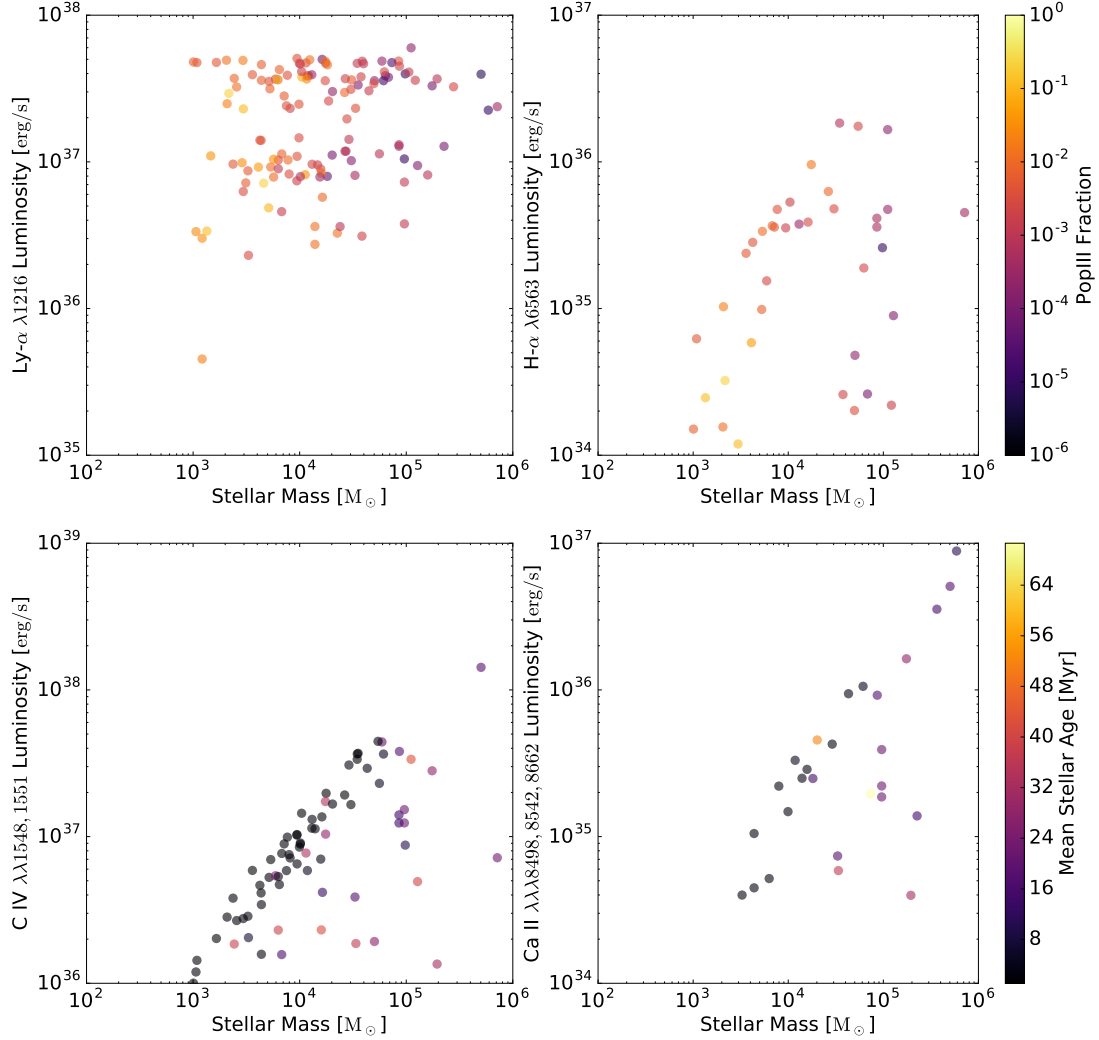 10^38
10^37
10^36
10^35
10^2 10^3 10^4 10^5 10^6
Stellar Mass [M_⊙]
Ly-α λ1216 Luminosity [erg/s]
10^37
10^36
10^35
10^34
10^2 10^3 10^4 10^5 10^6
Stellar Mass [M_⊙]
H-α λ6563 Luminosity [erg/s]
10^0
10^-1
10^-2
10^-3
10^-4
10^-5
10^-6
PopIII Fraction
10^39
10^38
10^37
10^36
10^2 10^3 10^4 10^5 10^6
Stellar Mass [M_⊙]
C IV λλ1548, 1551 Luminosity [erg/s]
10^37
10^36
10^35
10^34
10^2 10^3 10^4 10^5 10^6
Stellar Mass [M_⊙]
Ca II λλλ8498, 8542, 8662 Luminosity [erg/s]
64
56
48
40
32
24
16
8
Mean Stellar Age [Myr]